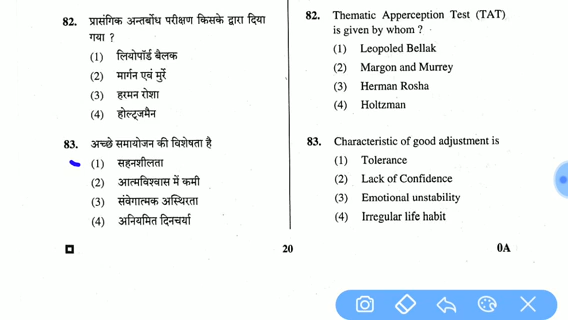 82. प्रासंगिक अन्तर्बोध परीक्षण किसके द्वारा दिया
गया ?
(1) लियोपॉर्ड बैलक
(2) मार्गन एवं मुर्रे
(3) हरमन रोशा
(4) होल्ट्जमैन
83. अच्छे समायोजन की विशेषता है
(1) सहनशीलता
(2) आत्मविश्वास में कमी
(3) संवेगात्मक अस्थिरता
(4) अनियमित दिनचर्या
82. Thematic Apperception Test (TAT)
is given by whom ?
(1) Leopoled Bellak
(2) Margon and Murrey
(3) Herman Rosha
(4) Holtzman
83. Characteristic of good adjustment is
(1) Tolerance
(2) Lack of Confidence
(3) Emotional unstability
(4) Irregular life habit
20
0A